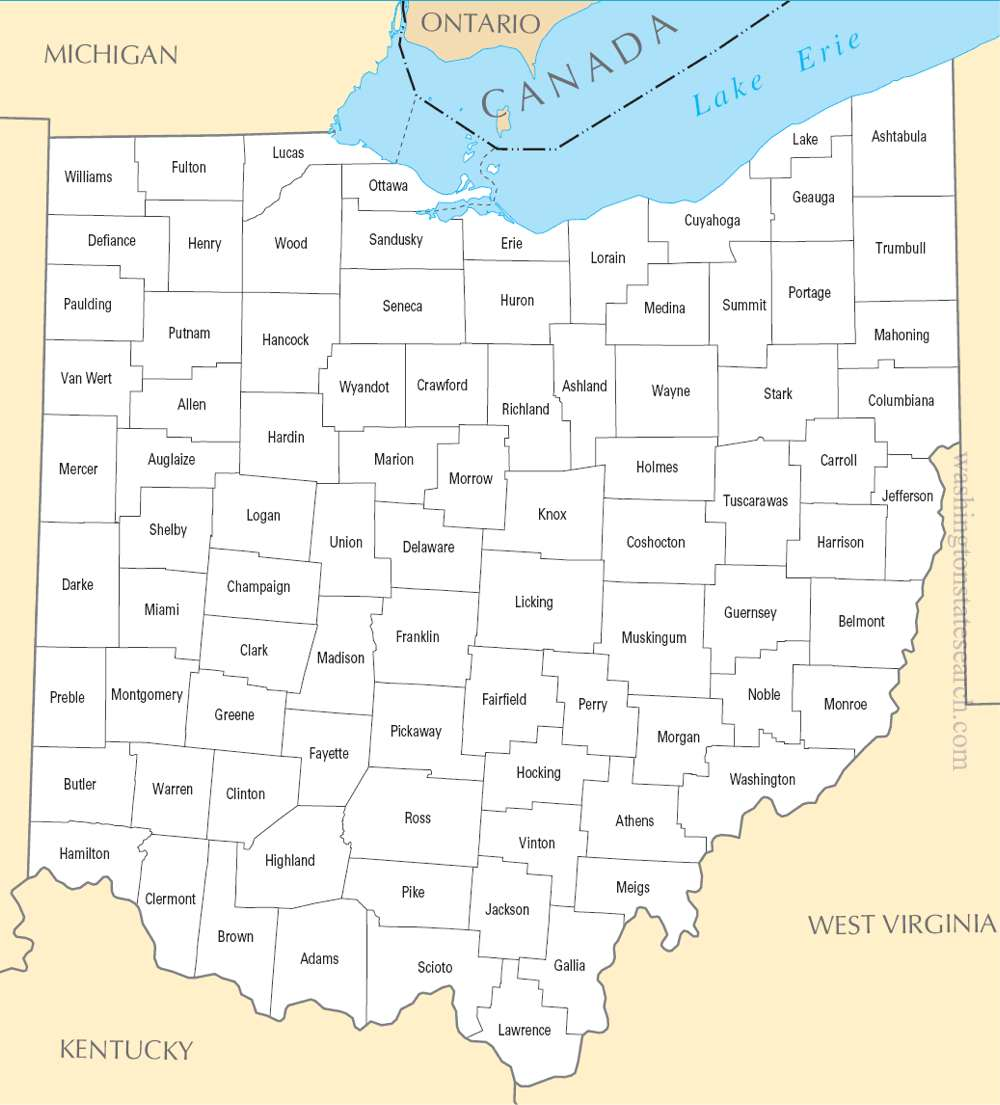 ONTARIO
MICHIGAN
CANADA
Lake Erie
Lake
Ashtabula
Lucas
Fulton
Williams
Ottawa
Geauga
Cuyahoga
Defiance
Henry
Wood
Sandusky
Erie
Lorain
Trumbull
Paulding
Putnam
Hancock
Seneca
Huron
Medina
Summit
Portage
Mahoning
Van Wert
Allen
Wyandot
Crawford
Richland
Ashland
Wayne
Stark
Columbiana
Hardin
Mercer
Auglaize
Marion
Morrow
Holmes
Carroll
Tuscarawas
Jefferson
Logan
Shelby
Union
Delaware
Knox
Coshocton
Harrison
Darke
Champaign
Miami
Licking
Guernsey
Belmont
Clark
Madison
Franklin
Muskingum
Preble
Montgomery
Greene
Fairfield
Perry
Noble
Monroe
Pickaway
Morgan
Fayette
Butler
Warren
Clinton
Hocking
Washington
Ross
Athens
Vinton
Hamilton
Highland
Clermont
Pike
Jackson
Meigs
Brown
Adams
Scioto
Gallia
Lawrence
WEST VIRGINIA
KENTUCKY
washingtonstatesearch.com